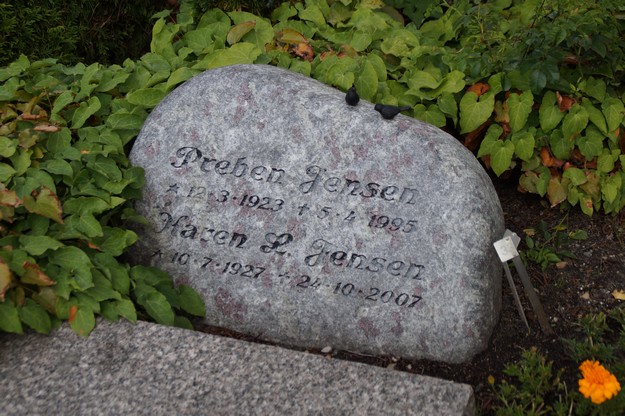 Preben Jensen
* 12·3·1923 + 5·4·1995
Karen L. Jensen
* 10·7·1927 + 24·10·2007